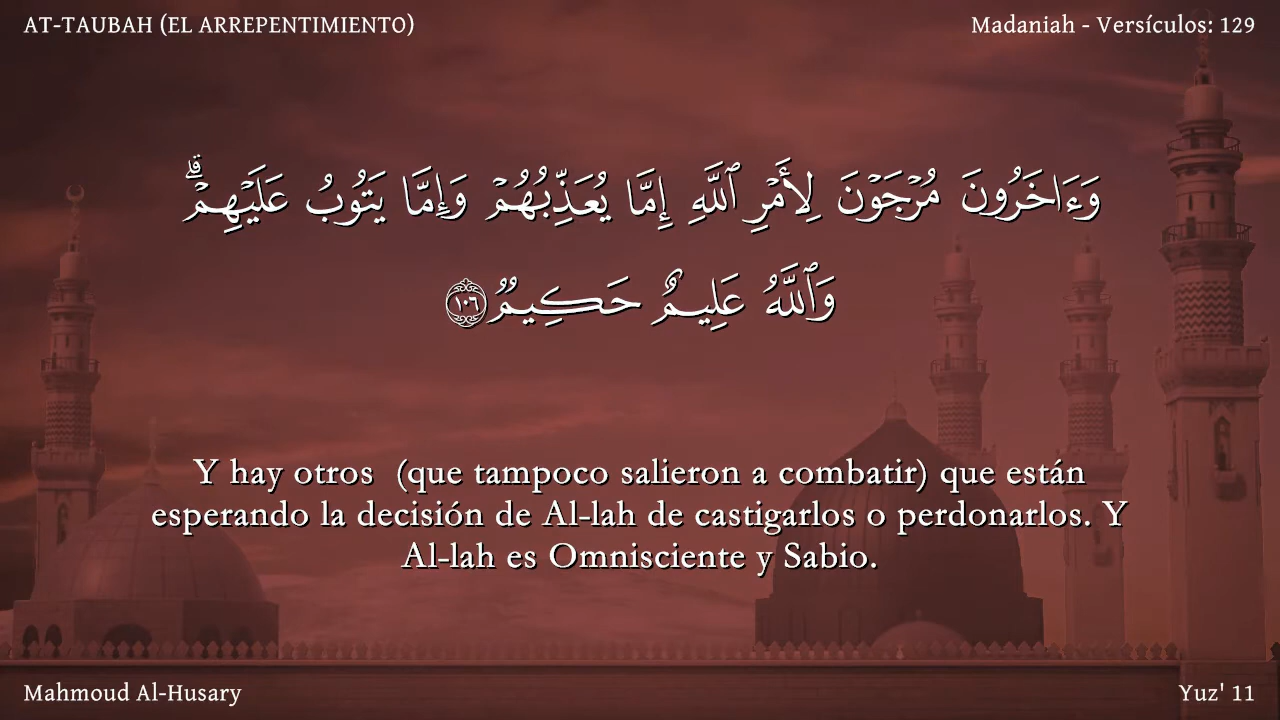 AT-TAUBAH (EL ARREPENTIMIENTO)
Madaniah - Versículos: 129
وَءَاخَرُونَ مُرْجَوْنَ لِأَمْرِ ٱللَّهِ إِمَّا يُعَذِّبُهُمْ وَإِمَّا يَتُوبُ عَلَيْهِمْۗ
وَٱللَّهُ عَلِيمٌ حَكِيمٌ ١٠٦
Y hay otros (que tampoco salieron a combatir) que están
esperando la decisión de Al-lah de castigarlos o perdonarlos. Y
Al-lah es Omnisciente y Sabio.
Mahmoud Al-Husary
Yuz' 11